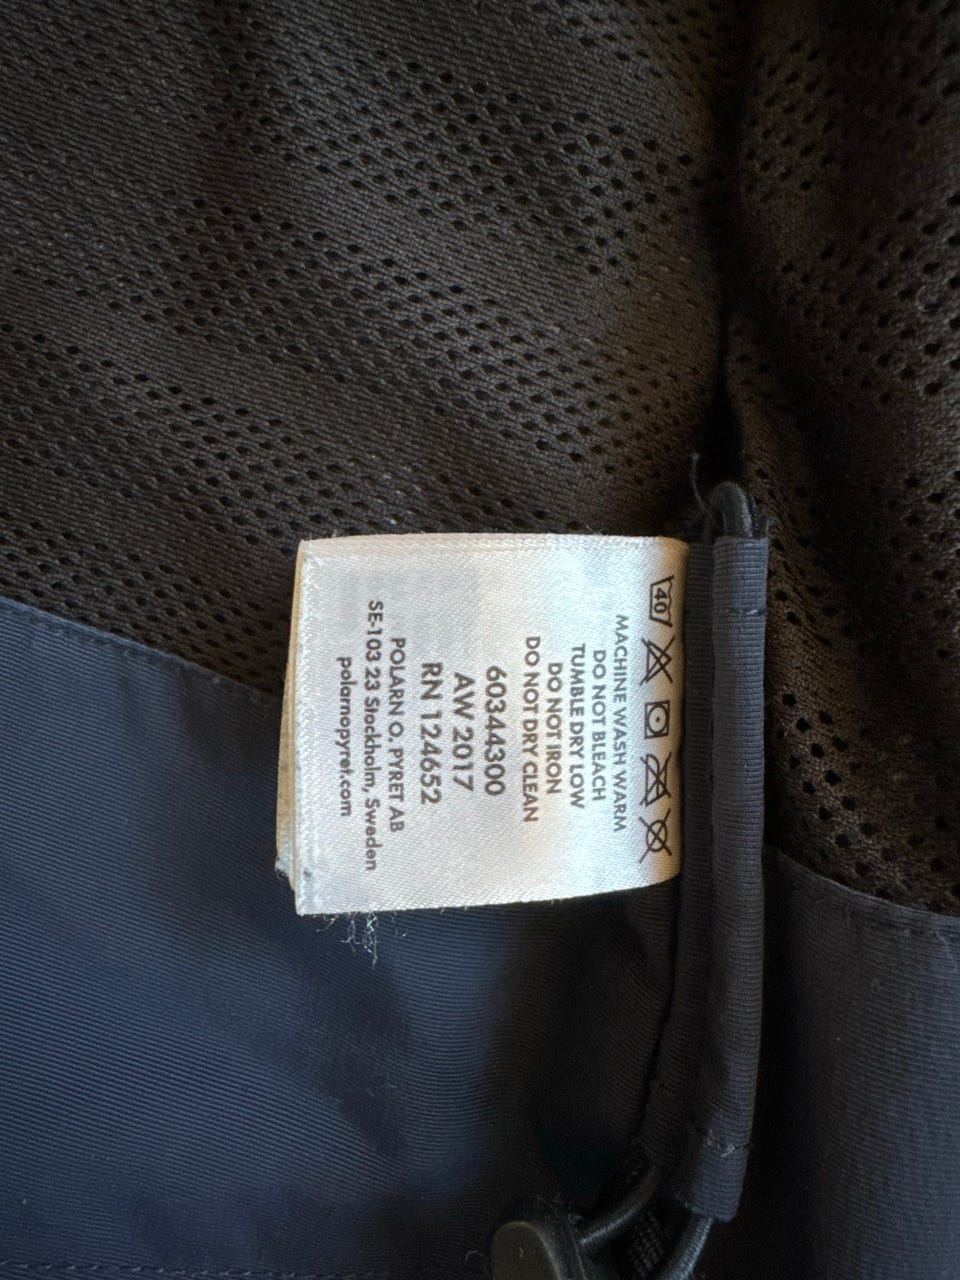 40
MACHINE WASH WARM
DO NOT BLEACH
TUMBLE DRY LOW
DO NOT IRON
DO NOT DRY CLEAN
60344300
AW 2017
RN 124652
POLARN O. PYRET AB
SE-103 23 Stockholm, Sweden
polarnopyret.com